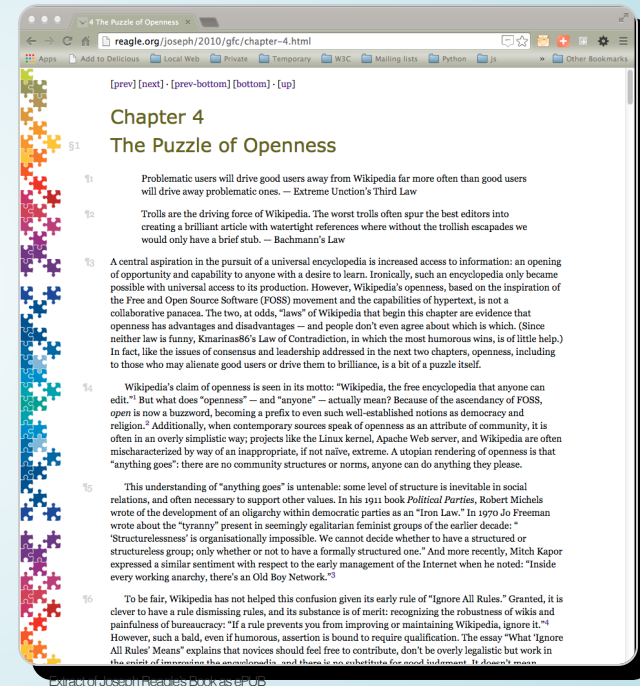 4 The Puzzle of Openness
reagle.org/joseph/2010/gfc/chapter-4.html
Apps Add to Delicious Local Web Private Temporary W3C Mailing lists Python js » Other Bookmarks
[prev] [next] · [prev-bottom] [bottom] · [up]
Chapter 4
§1 The Puzzle of Openness
¶1 Problematic users will drive good users away from Wikipedia far more often than good users
will drive away problematic ones. — Extreme Unction's Third Law
¶2 Trolls are the driving force of Wikipedia. The worst trolls often spur the best editors into
creating a brilliant article with watertight references where without the trollish escapades we
would only have a brief stub. — Bachmann's Law
¶3 A central aspiration in the pursuit of a universal encyclopedia is increased access to information: an opening
of opportunity and capability to anyone with a desire to learn. Ironically, such an encyclopedia only became
possible with universal access to its production. However, Wikipedia's openness, based on the inspiration of
the Free and Open Source Software (FOSS) movement and the capabilities of hypertext, is not a
collaborative panacea. The two, at odds, "laws" of Wikipedia that begin this chapter are evidence that
openness has advantages and disadvantages — and people don't even agree about which is which. (Since
neither law is funny, Kmarinas86's Law of Contradiction, in which the most humorous wins, is of little help.)
In fact, like the issues of consensus and leadership addressed in the next two chapters, openness, including
to those who may alienate good users or drive them to brilliance, is a bit of a puzzle itself.
¶4 Wikipedia's claim of openness is seen in its motto: "Wikipedia, the free encyclopedia that anyone can
edit."1 But what does "openness" — and "anyone" — actually mean? Because of the ascendancy of FOSS,
open is now a buzzword, becoming a prefix to even such well-established notions as democracy and
religion.2 Additionally, when contemporary sources speak of openness as an attribute of community, it is
often in an overly simplistic way; projects like the Linux kernel, Apache Web server, and Wikipedia are often
mischaracterized by way of an inappropriate, if not naïve, extreme. A utopian rendering of openness is that
"anything goes": there are no community structures or norms, anyone can do anything they please.
¶5 This understanding of "anything goes" is untenable: some level of structure is inevitable in social
relations, and often necessary to support other values. In his 1911 book Political Parties, Robert Michels
wrote of the development of an oligarchy within democratic parties as an "Iron Law." In 1970 Jo Freeman
wrote about the "tyranny" present in seemingly egalitarian feminist groups of the earlier decade: "
'Structurelessness' is organisationally impossible. We cannot decide whether to have a structured or
structureless group; only whether or not to have a formally structured one." And more recently, Mitch Kapor
expressed a similar sentiment with respect to the early management of the Internet when he noted: "Inside
every working anarchy, there's an Old Boy Network."3
¶6 To be fair, Wikipedia has not helped this confusion given its early rule of "Ignore All Rules." Granted, it is
clever to have a rule dismissing rules, and its substance is of merit: recognizing the robustness of wikis and
painfulness of bureaucracy: "If a rule prevents you from improving or maintaining Wikipedia, ignore it."4
However, such a bald, even if humorous, assertion is bound to require qualification. The essay "What 'Ignore
All Rules' Means" explains that novices should feel free to contribute, don't be overly legalistic but work in
the spirit of improving the encyclopedia, and there is no substitute for good judgment. It doesn't mean
Extract of Joseph Reagle's Book as ePUB